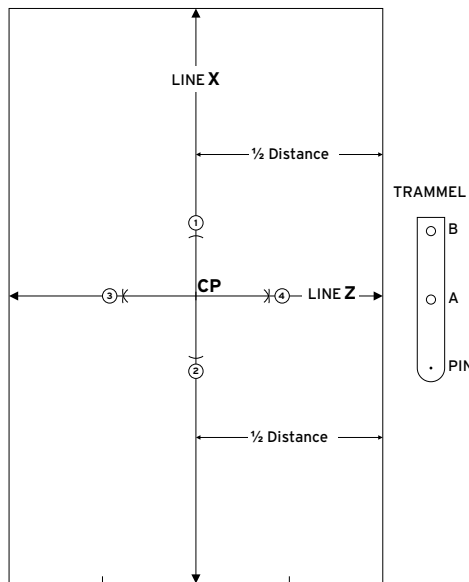 LINE X
½ Distance
TRAMMEL
B
1
CP
3
4
LINE Z
A
2
PIN
½ Distance